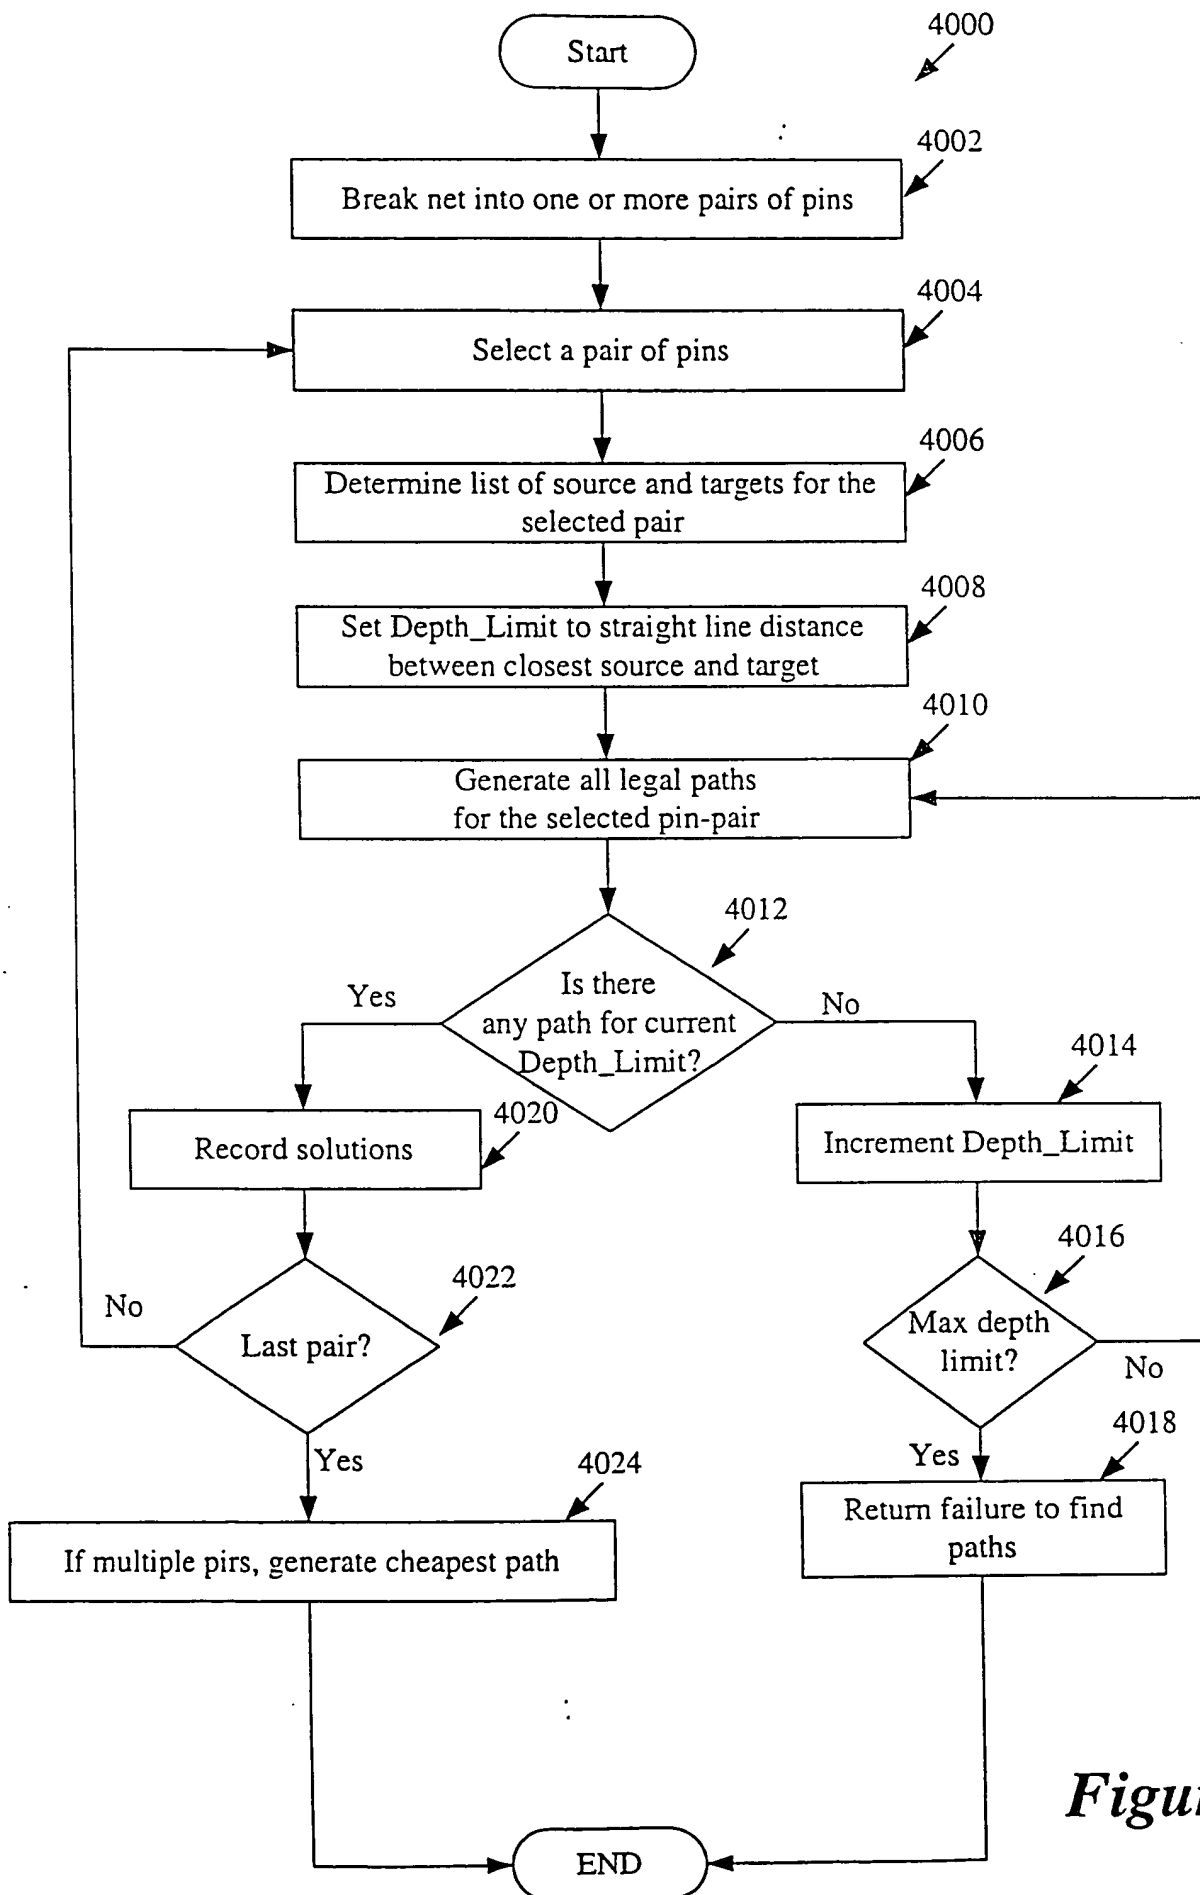 Start
4000
4002
Break net into one or more pairs of pins
4004
Select a pair of pins
4006
Determine list of source and targets for the
selected pair
4008
Set Depth_Limit to straight line distance
between closest source and target
4010
Generate all legal paths
for the selected pin-pair
4012
Is there
any path for current
Depth_Limit?
Yes
No
4014
Increment Depth_Limit
4020
Record solutions
4016
Max depth
limit?
No
4022
Last pair?
No
Yes
4018
Yes
Return failure to find
paths
4024
If multiple pirs, generate cheapest path
END